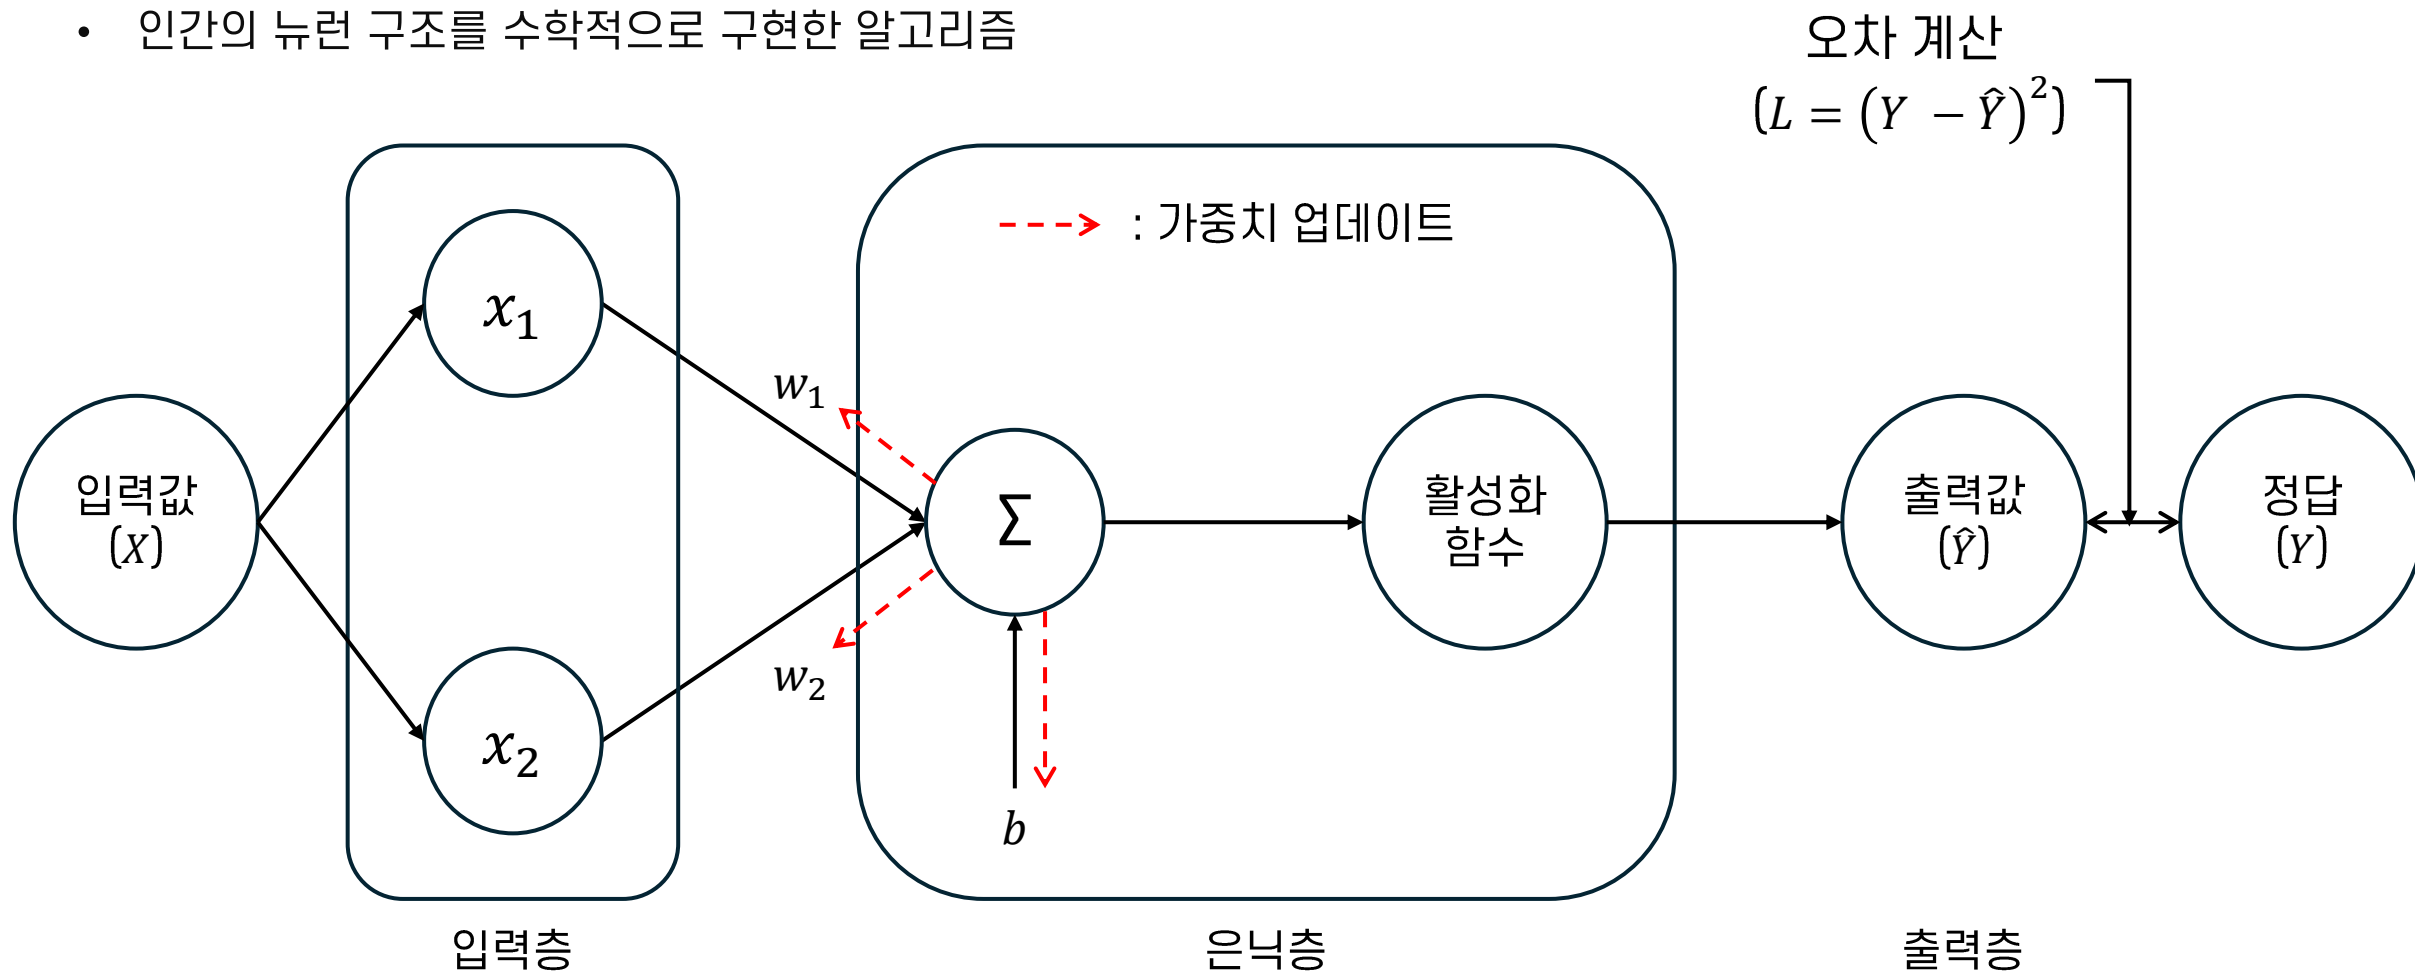 • 인간의 뉴런 구조를 수학적으로 구현한 알고리즘
오차 계산
(L = (Y − Ŷ)²)
: 가중치 업데이트
x₁
w₁
입력값
(X)
Σ
활성화
함수
출력값
(Ŷ)
정답
(Y)
w₂
x₂
b
입력층
은닉층
출력층